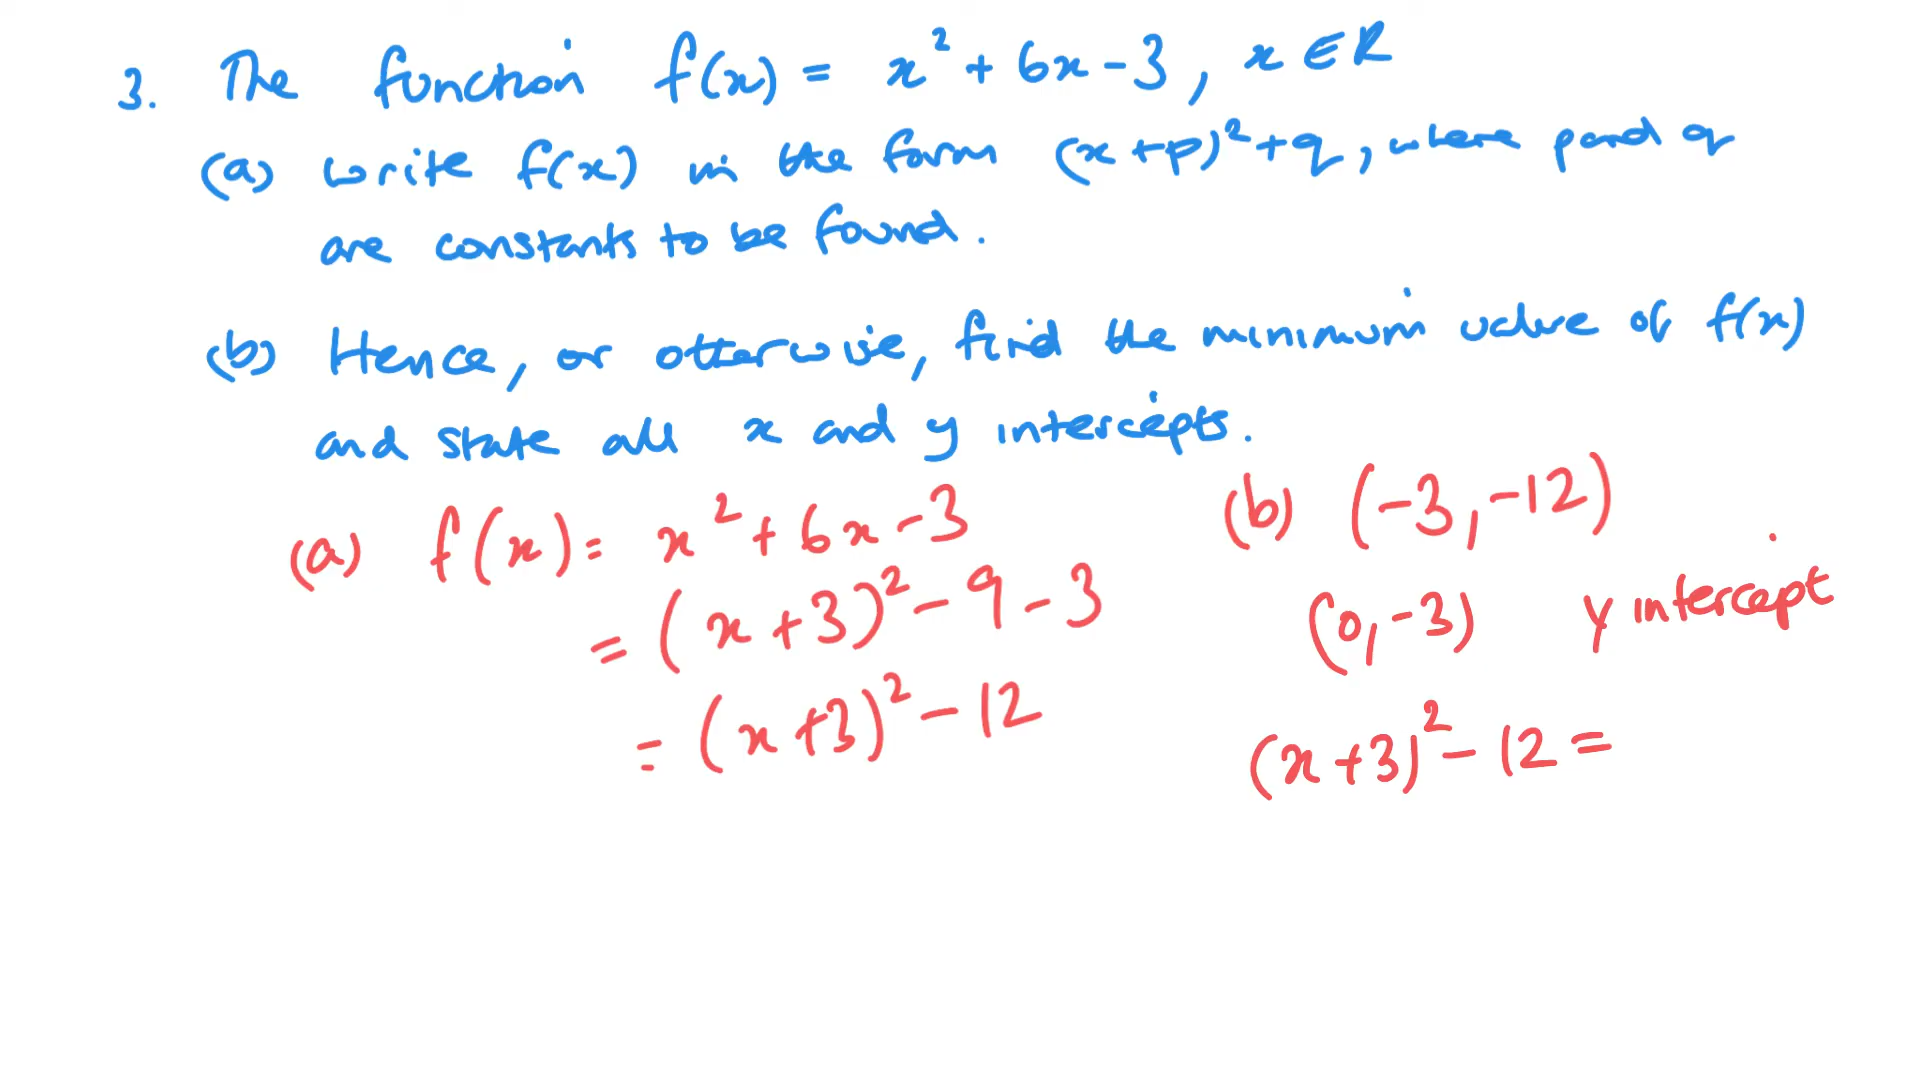 3. The function f(x) = x² + 6x - 3, x ∈ R
(a) write f(x) in the form (x + p)² + q, where p and q
are constants to be found.
(b) Hence, or otherwise, find the minimum value of f(x)
and state all x and y intercepts.
(a) f(x) = x² + 6x - 3
= (x + 3)² - 9 - 3
= (x + 3)² - 12
(b) (-3, -12)
(0, -3) y intercept
(x + 3)² - 12 =